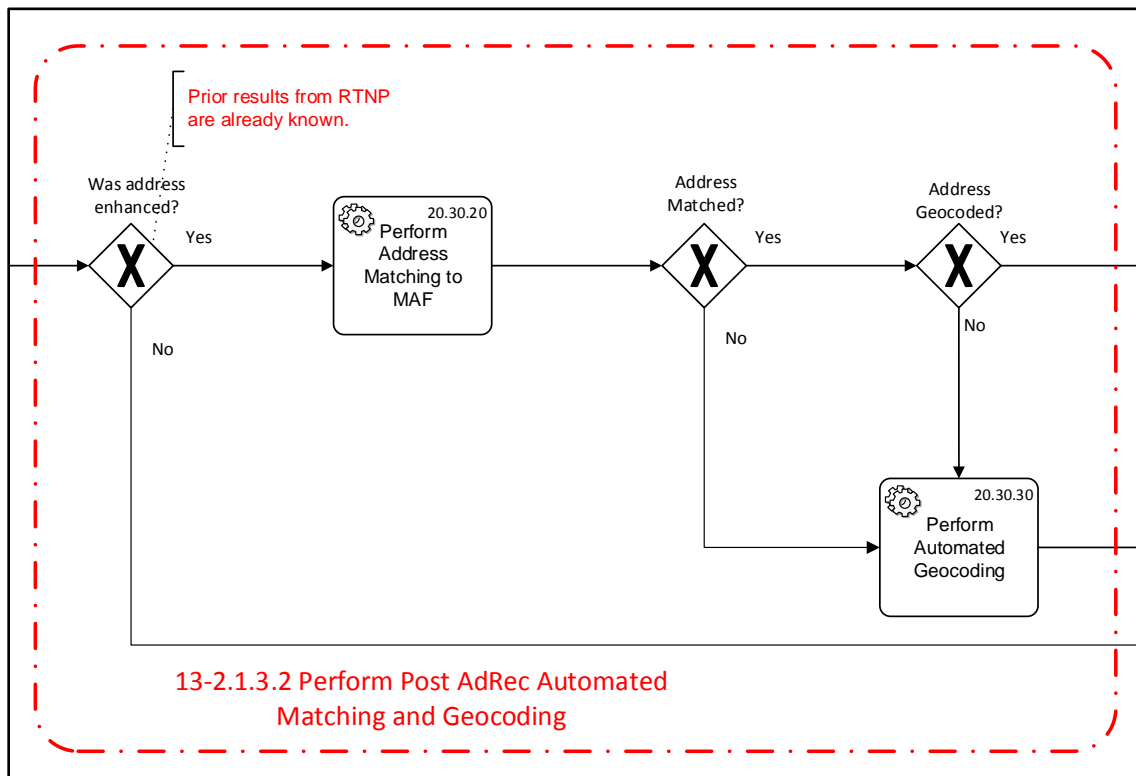 Prior results from RTNP
are already known.
Was address
enhanced?
Yes
No
20.30.20
Perform
Address
Matching to
MAF
Address
Matched?
Yes
No
Address
Geocoded?
Yes
No
20.30.30
Perform
Automated
Geocoding
13-2.1.3.2 Perform Post AdRec Automated
Matching and Geocoding